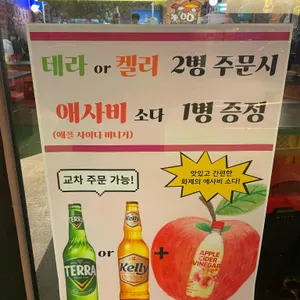 테라 or 켈리 2병 주문시
애사비 소다 1병 증정
(애플 사이다 비니거)
교차 주문 가능!
맛있고 간편한
화제의 애사비 소다!
TERRA
or
Kelly
+
APPLE
CIDER
VINEGAR